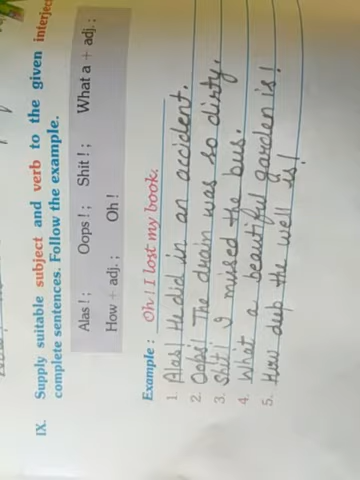 IX. Supply suitable subject and verb to the given interjec
complete sentences. Follow the example.
Alas! ; Oops! ; Shit! ; What a + adj. ;
How + adj. ; Oh!
Example : Oh! I lost my book.
1. Alas! He did in an accident.
2. Oops! The drain was so dirty.
3. Shit! I missed the bus.
4. What a beautiful garden is!
5. How deep the well is!